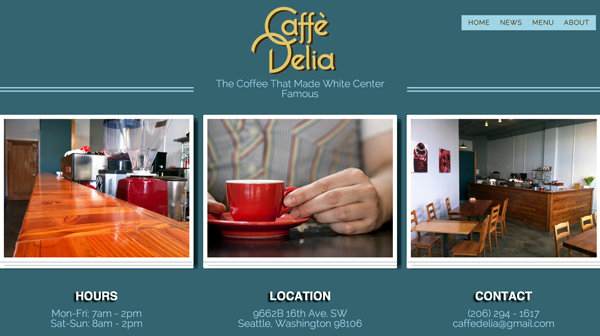 Caffè
Delia
HOME NEWS MENU ABOUT
The Coffee That Made White Center
Famous
HOURS
Mon-Fri: 7am - 2pm
Sat-Sun: 8am - 2pm
LOCATION
9662B 16th Ave. SW
Seattle, Washington 98106
CONTACT
(206) 294 - 1617
caffedelia@gmail.com